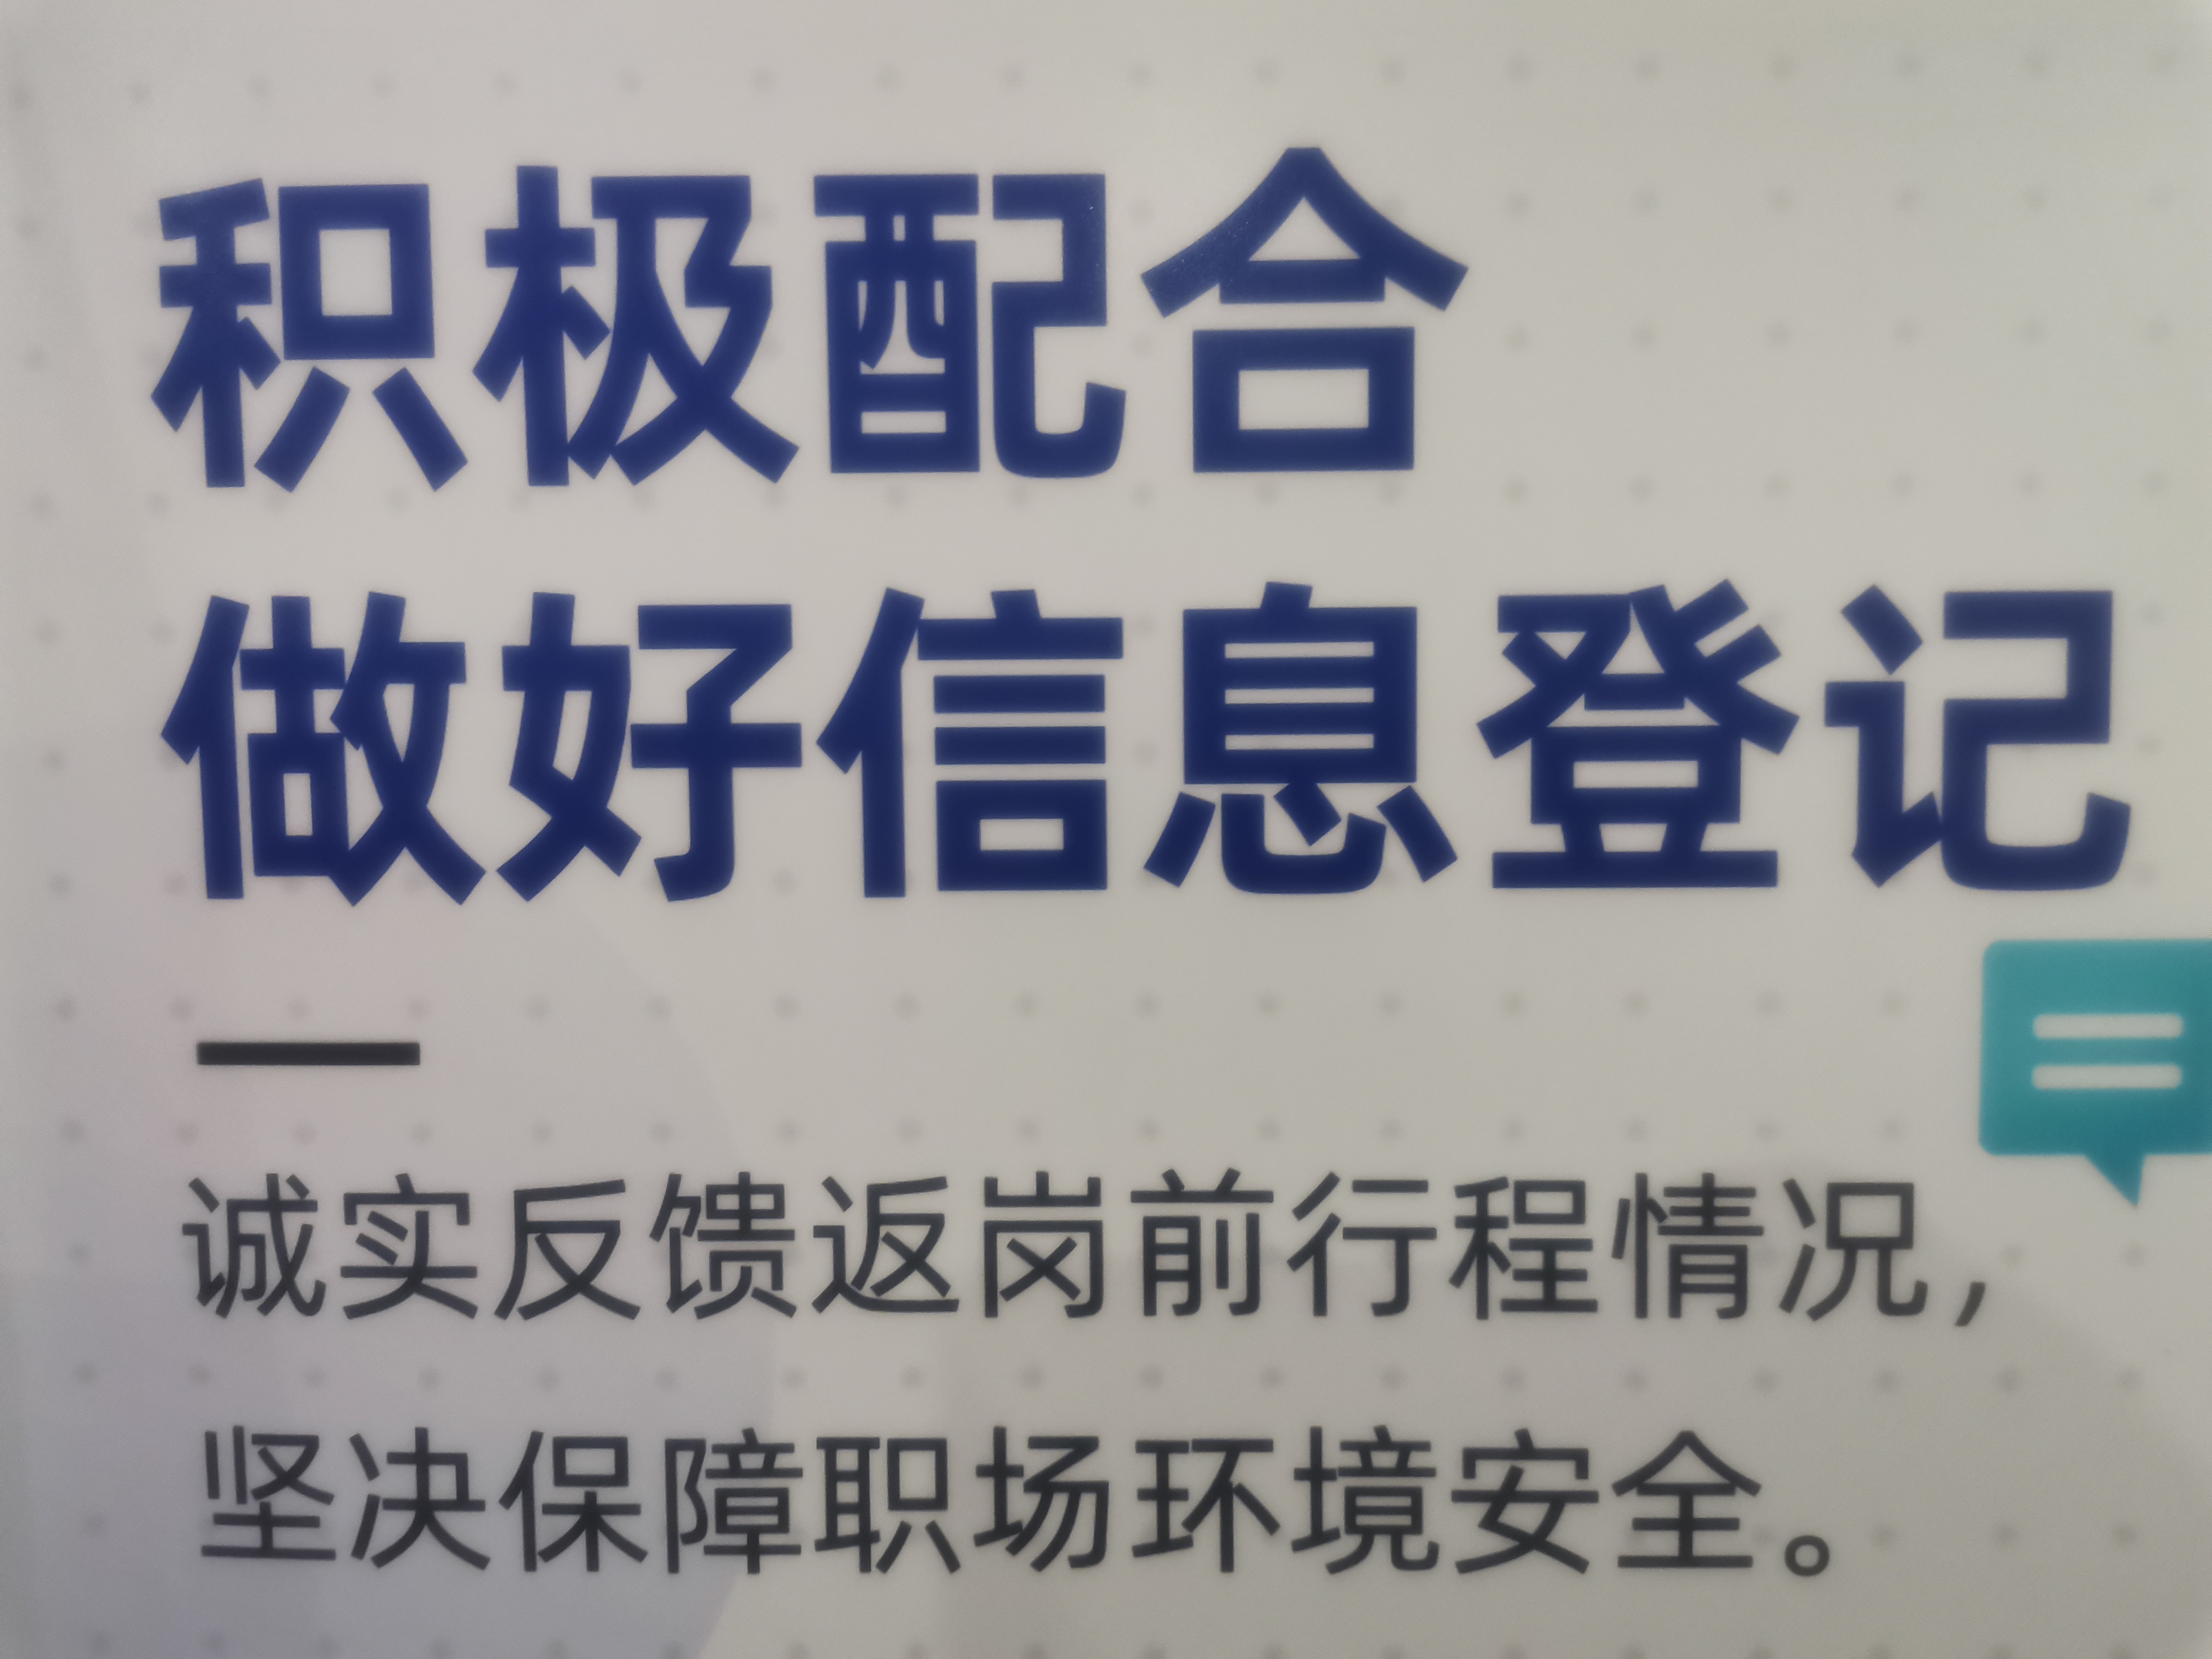 积极配合
做好信息登记
诚实反馈返岗前行程情况，
坚决保障职场环境安全。